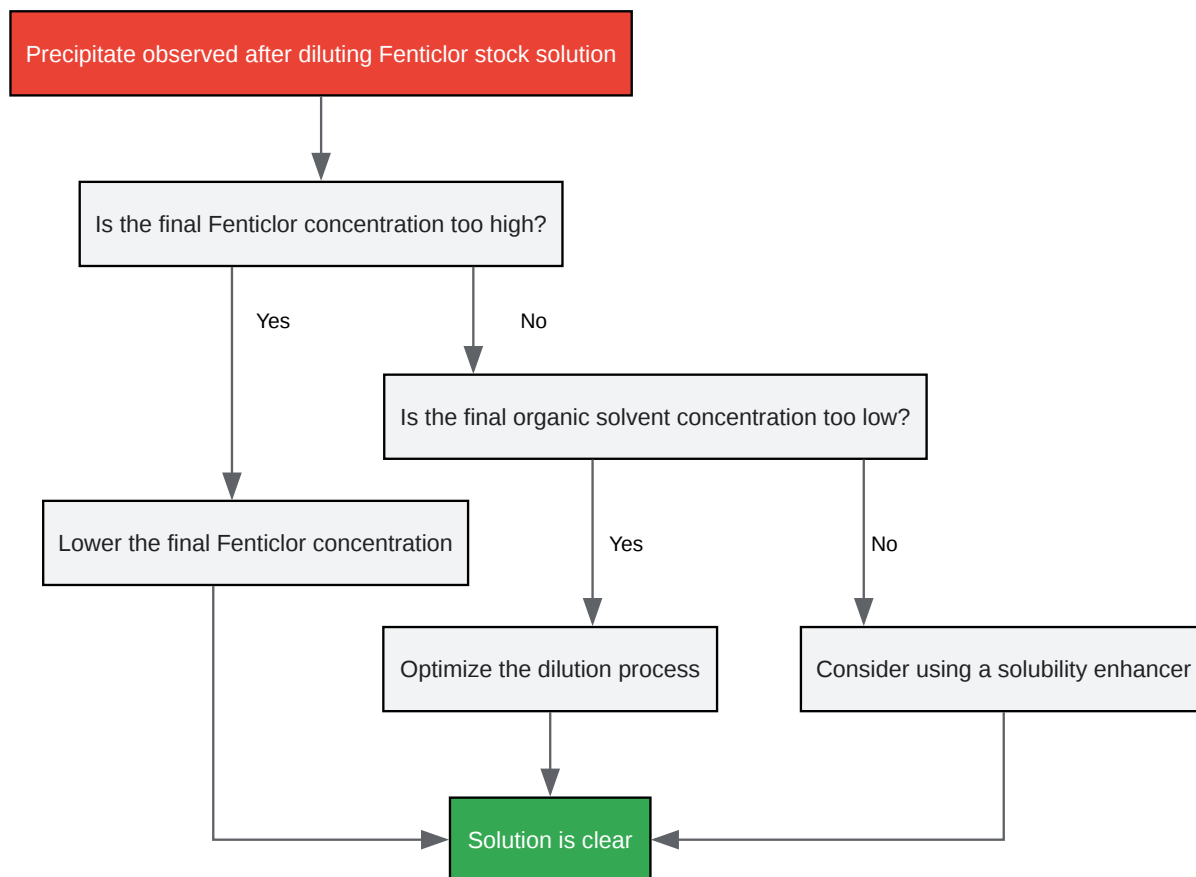 Precipitate observed after diluting Fenticlor stock solution
Is the final Fenticlor concentration too high?
Yes
No
Is the final organic solvent concentration too low?
Lower the final Fenticlor concentration
Yes
No
Optimize the dilution process
Consider using a solubility enhancer
Solution is clear